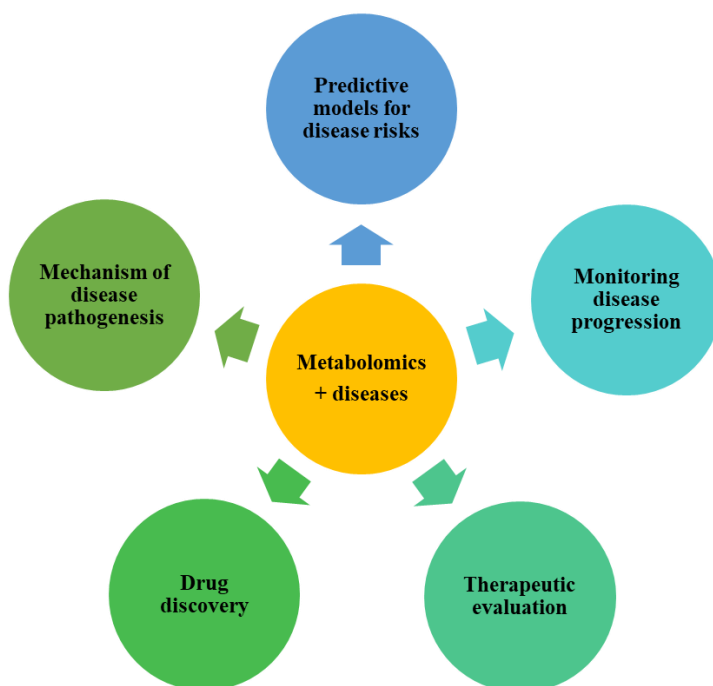 Predictive
models for
disease risks
Mechanism of
disease
pathogenesis
Monitoring
disease
progression
Metabolomics
+ diseases
Drug
discovery
Therapeutic
evaluation